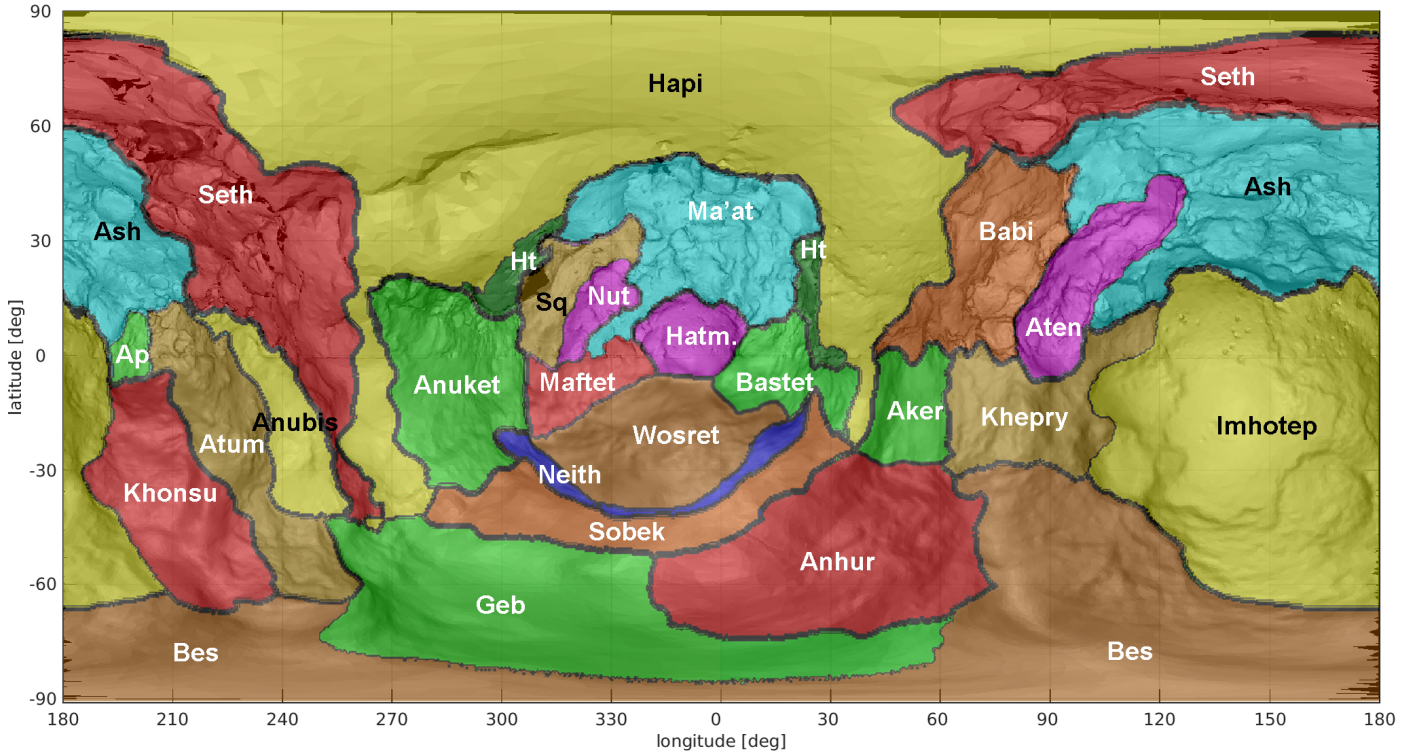 90
60
30
0
-30
-60
-90
latitude [deg]
Hapi
Seth
Seth
Ash
Ma'at
Ash
Babi
Ht
Ht
Sq
Nut
Hatm.
Aten
Ap
Anuket
Maftet
Bastet
Aker
Khepry
Anubis
Atum
Wosret
Imhotep
Neith
Khonsu
Sobek
Anhur
Geb
Bes
Bes
180 210 240 270 300 330 0 30 60 90 120 150 180
longitude [deg]